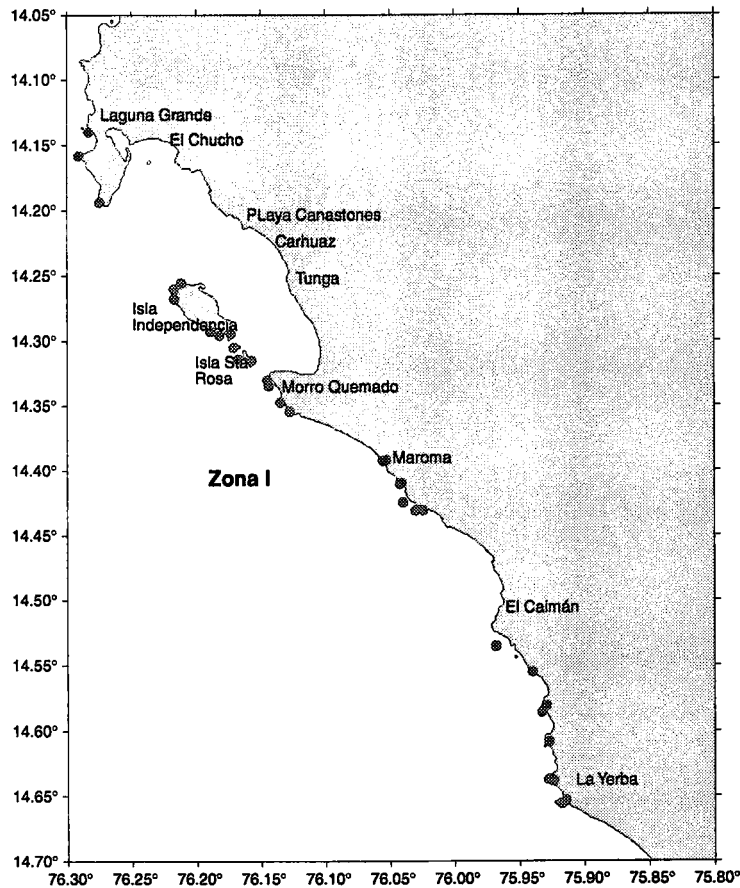 14.05°
14.10°
Laguna Grande
El Chucho
14.15°
14.20°
PLaya Canastones
Carhuaz
14.25°
Tunga
Isla
Independancia
14.30°
Isla Sta
Rosa
Morro Quemado
14.35°
Maroma
14.40°
Zona I
14.45°
14.50°
El Caimán
14.55°
14.60°
La Yerba
14.65°
14.70°
76.30° 76.25° 76.20° 76.15° 76.10° 76.05° 76.00° 75.95° 75.90° 75.85° 75.80°